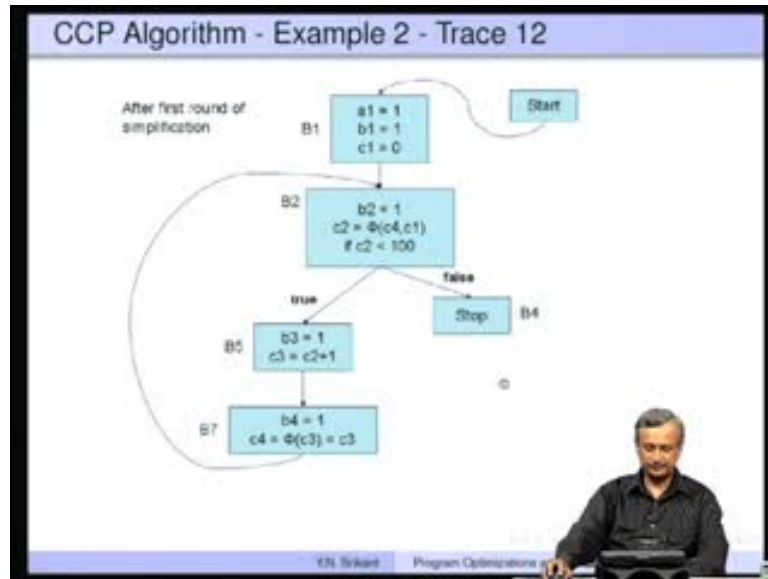 CCP Algorithm - Example 2 - Trace 12
After first round of
simplification
Start
B1
a1 = 1
b1 = 1
c1 = 0
B2
b2 = 1
c2 = Φ(c4,c1)
if c2 < 100
true
false
Stop
B4
B5
b3 = 1
c3 = c2+1
B7
b4 = 1
c4 = Φ(c3) = c3
Y.N. Srikant
Program Optimizations